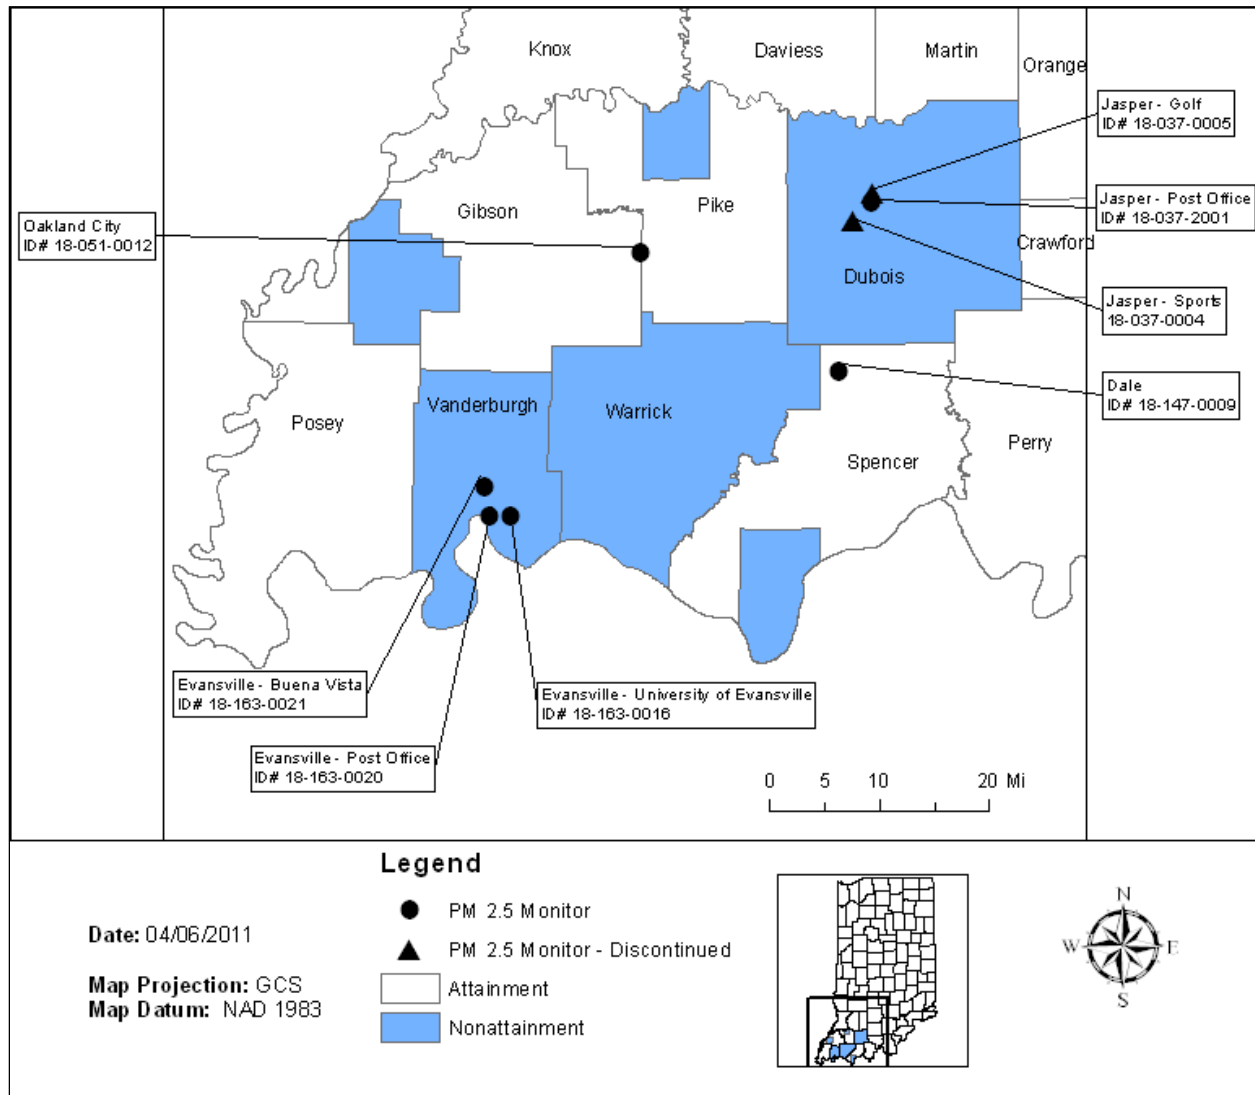 Knox
Daviess
Martin
Orange
Jasper - Golf
ID# 18-037-0005
Jasper - Post Office
ID# 18-037-2001
Gibson
Pike
Oakland City
ID# 18-051-0012
Crawford
Dubois
Jasper - Sports
18-037-0004
Dale
ID# 18-147-0009
Vanderburgh
Warrick
Posey
Perry
Spencer
Evansville - Buena Vista
ID# 18-163-0021
Evansville - University of Evansville
ID# 18-163-0016
Evansville - Post Office
ID# 18-163-0020
0 5 10 20 Mi
Legend
PM 2.5 Monitor
PM 2.5 Monitor - Discontinued
Attainment
Nonattainment
Date: 04/06/2011
Map Projection: GCS
Map Datum: NAD 1983
N
W E
S